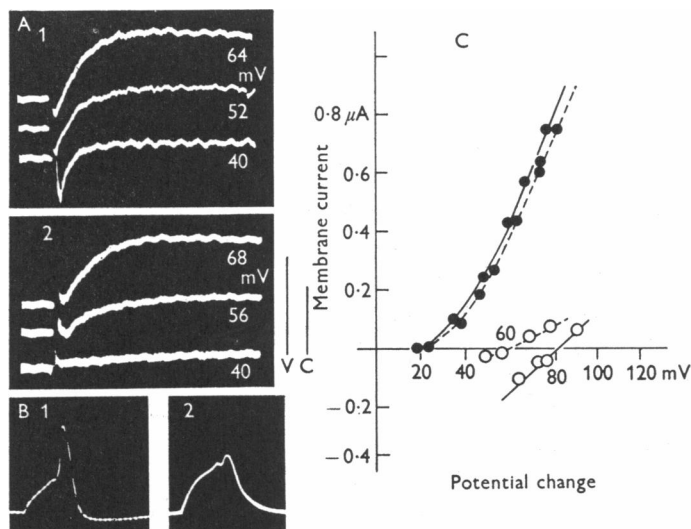 A
1
64
mV
52
40
2
68
mV
56
40
V C
B 1
2
C
0·8 μA
0·6
0·4
0·2
−0·2
−0·4
Membrane current
60
20 40 80 100 120 mV
Potential change